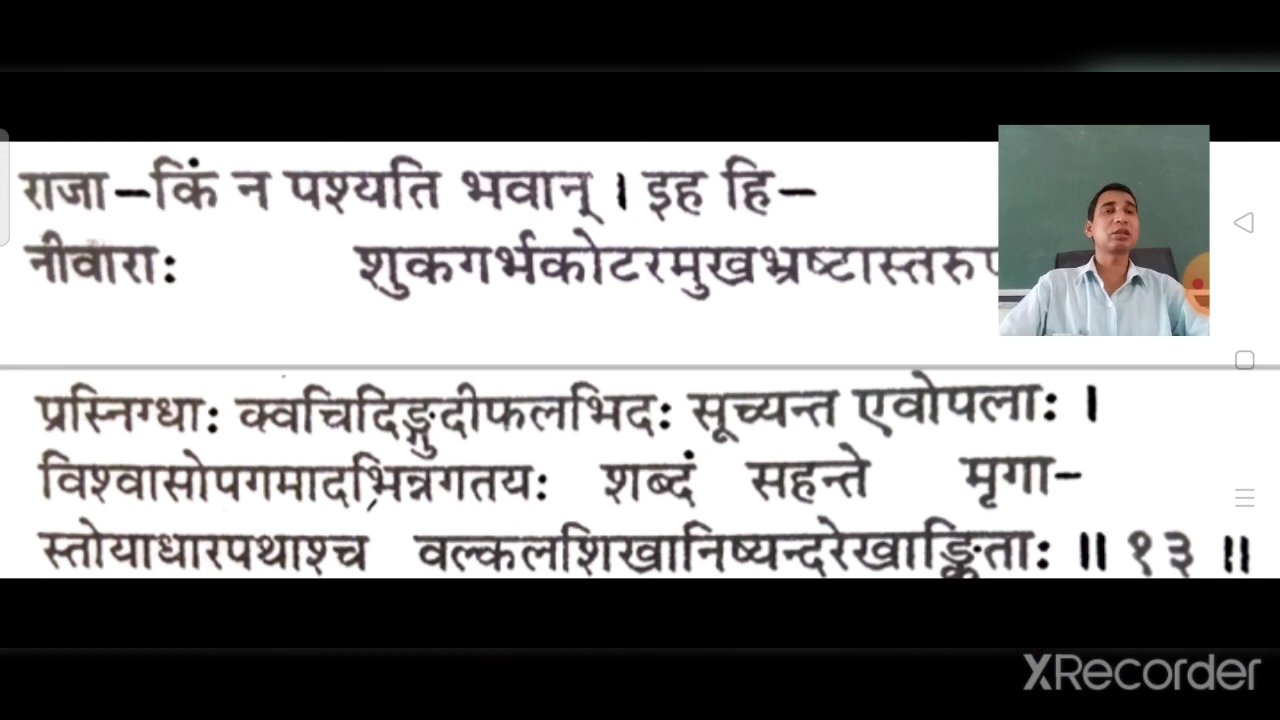 राजा–किं न पश्यति भवान् । इह हि–
नीवाराः शुकगर्भकोटरमुखभ्रष्टास्तरु
प्रस्निग्धाः क्वचिदिङ्गुदीफलभिदः सूच्यन्त एवोपलाः ।
विश्वासोपगमादभिन्नगतयः शब्दं सहन्ते मृगा-
स्तोयाधारपथाश्च वल्कलशिखानिष्यन्दरेखाङ्किताः ॥ १३ ॥
XRecorder